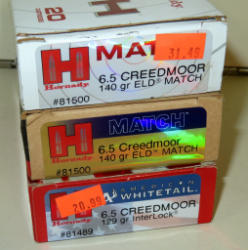 20
H
Hornady
MATCH
31.49
6.5 CREEDMOOR
140 gr ELD® MATCH
#81500
H
Hornady
MATCH
6.5 CREEDMOOR
140 gr ELD® MATCH
#81500
H
Hornady
20.99
AMERICAN
WHITETAIL
6.5 CREEDMOOR
129 gr InterLock®
#81489